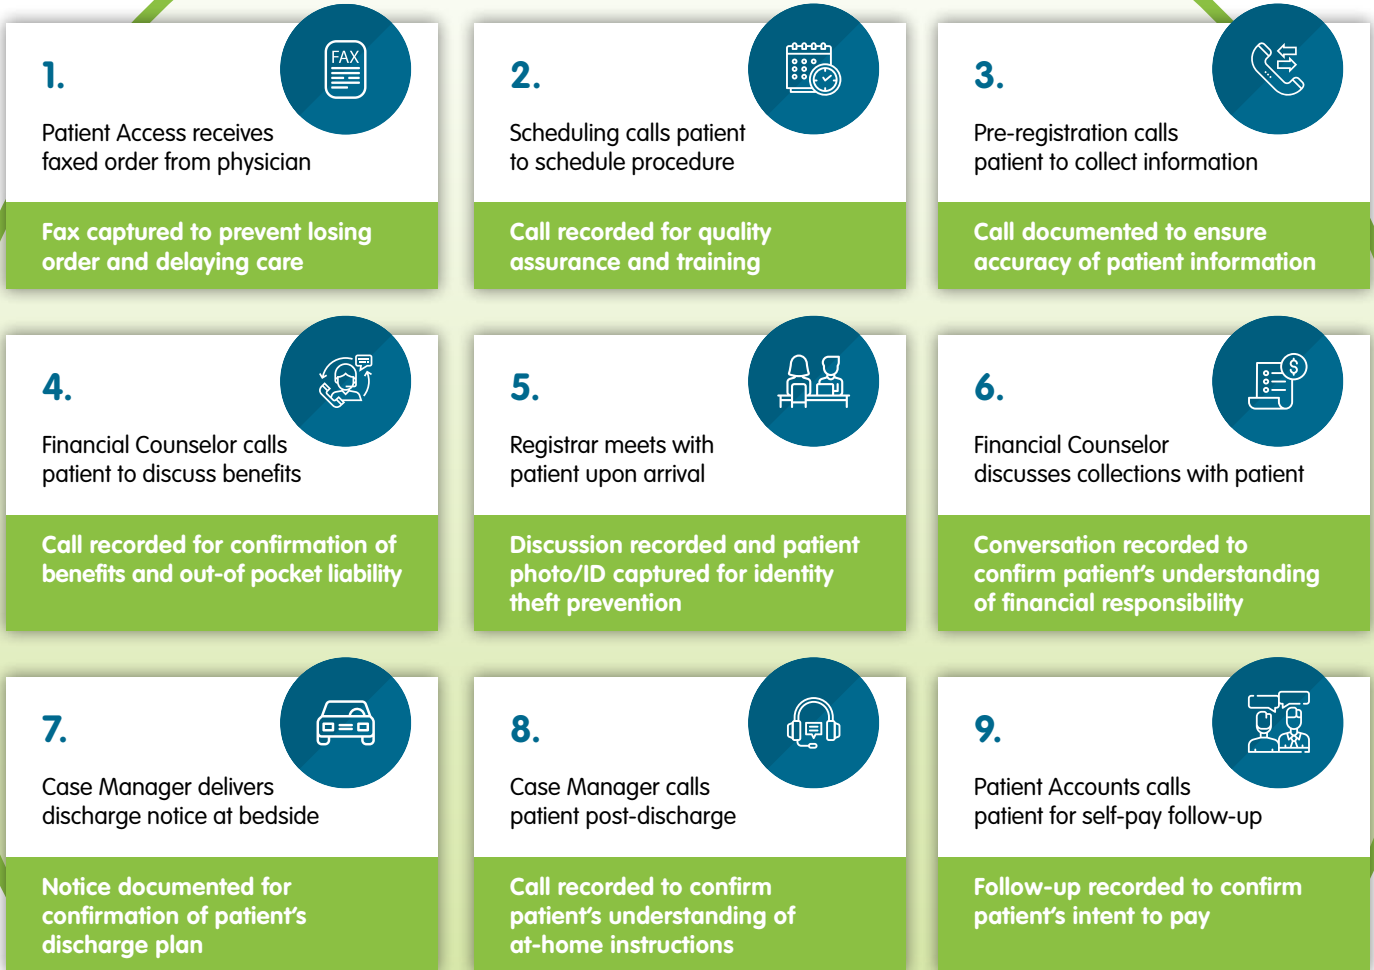 1.
FAX
Patient Access receives
faxed order from physician
Fax captured to prevent losing
order and delaying care
2.
Scheduling calls patient
to schedule procedure
Call recorded for quality
assurance and training
3.
Pre-registration calls
patient to collect information
Call documented to ensure
accuracy of patient information
4.
Financial Counselor calls
patient to discuss benefits
Call recorded for confirmation of
benefits and out-of pocket liability
5.
Registrar meets with
patient upon arrival
Discussion recorded and patient
photo/ID captured for identity
theft prevention
6.
$
Financial Counselor
discusses collections with patient
Conversation recorded to
confirm patient's understanding
of financial responsibility
7.
Case Manager delivers
discharge notice at bedside
Notice documented for
confirmation of patient's
discharge plan
8.
Case Manager calls
patient post-discharge
Call recorded to confirm
patient's understanding of
at-home instructions
9.
Patient Accounts calls
patient for self-pay follow-up
Follow-up recorded to confirm
patient's intent to pay